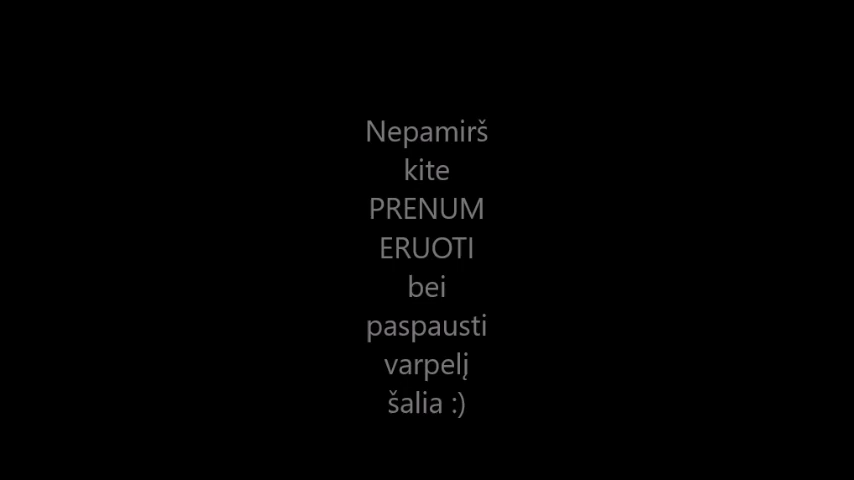 Nepamirš
kite
PRENUM
ERUOTI
bei
paspausti
varpelį
šalia :)